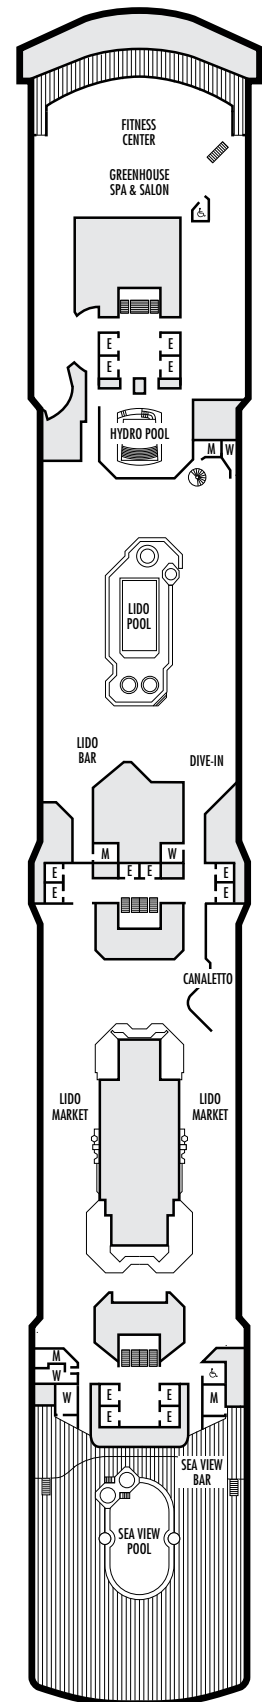 FITNESS
CENTER
GREENHOUSE
SPA & SALON
E
E
E
E
HYDRO POOL
M W
LIDO
POOL
LIDO
BAR
DIVE-IN
M
W
E
E
E
E
E
E
CANALETTO
LIDO
MARKET
LIDO
MARKET
M
W
W
E
E
E
E
M
SEA VIEW
BAR
SEA VIEW
POOL